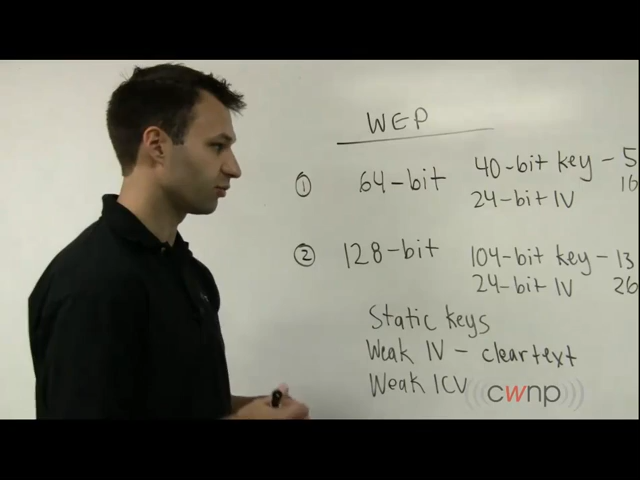 WEP
① 64-bit 40-bit key - 5
24-bit IV 16
② 128-bit 104-bit key - 13
24-bit IV 26
Static Keys
Weak IV - cleartext
Weak ICV
cwnp